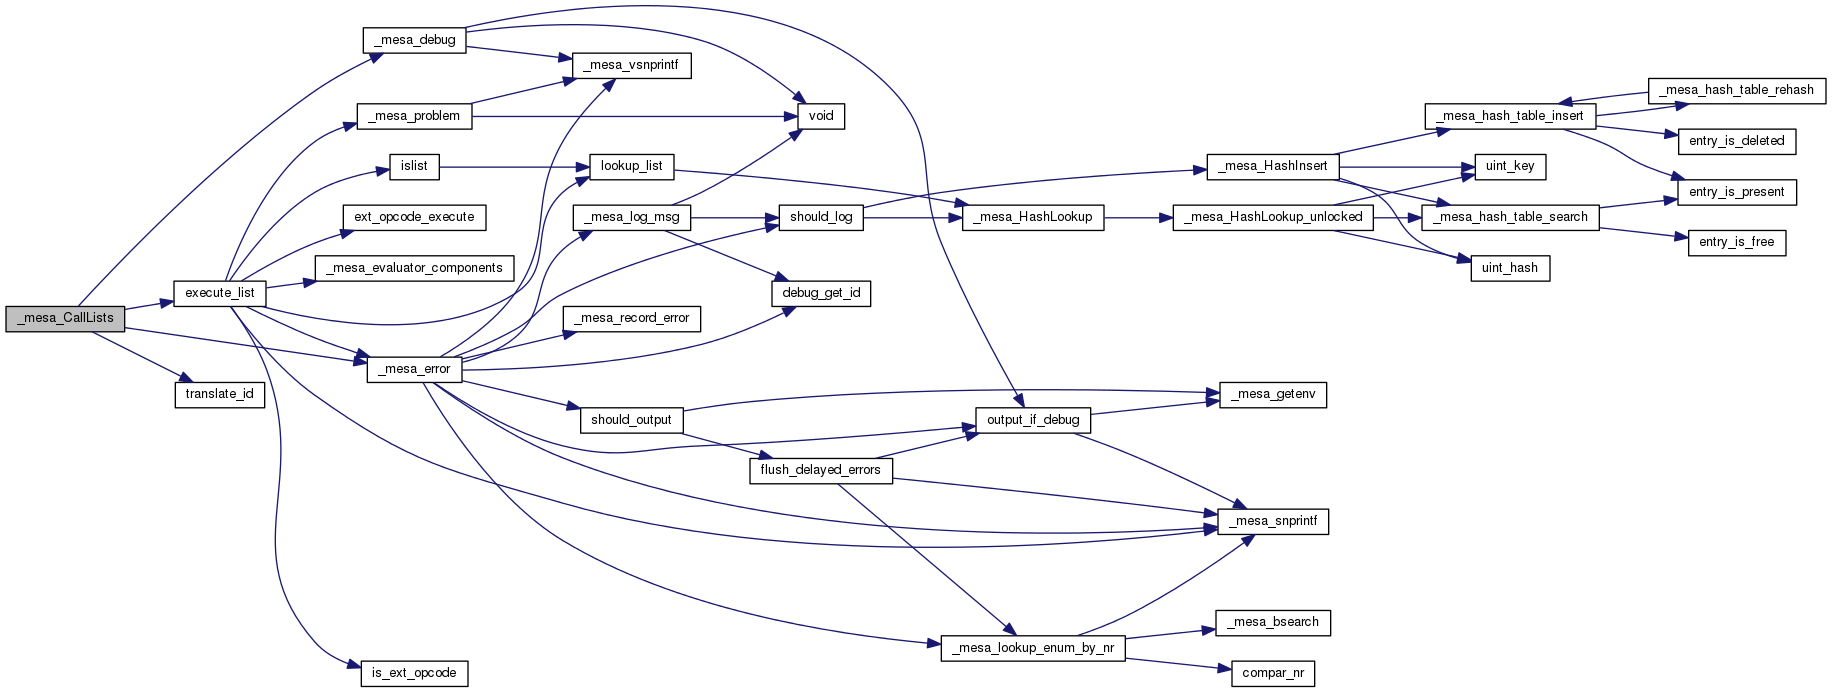 _mesa_CallLists
_mesa_debug
execute_list
_mesa_error
translate_id
_mesa_problem
islist
ext_opcode_execute
_mesa_evaluator_components
is_ext_opcode
_mesa_vsnprintf
void
lookup_list
_mesa_log_msg
should_log
debug_get_id
_mesa_record_error
should_output
flush_delayed_errors
output_if_debug
_mesa_lookup_enum_by_nr
_mesa_HashLookup
_mesa_HashInsert
_mesa_HashLookup_unlocked
_mesa_getenv
_mesa_snprintf
_mesa_bsearch
compar_nr
_mesa_hash_table_insert
uint_key
_mesa_hash_table_search
uint_hash
_mesa_hash_table_rehash
entry_is_deleted
entry_is_present
entry_is_free